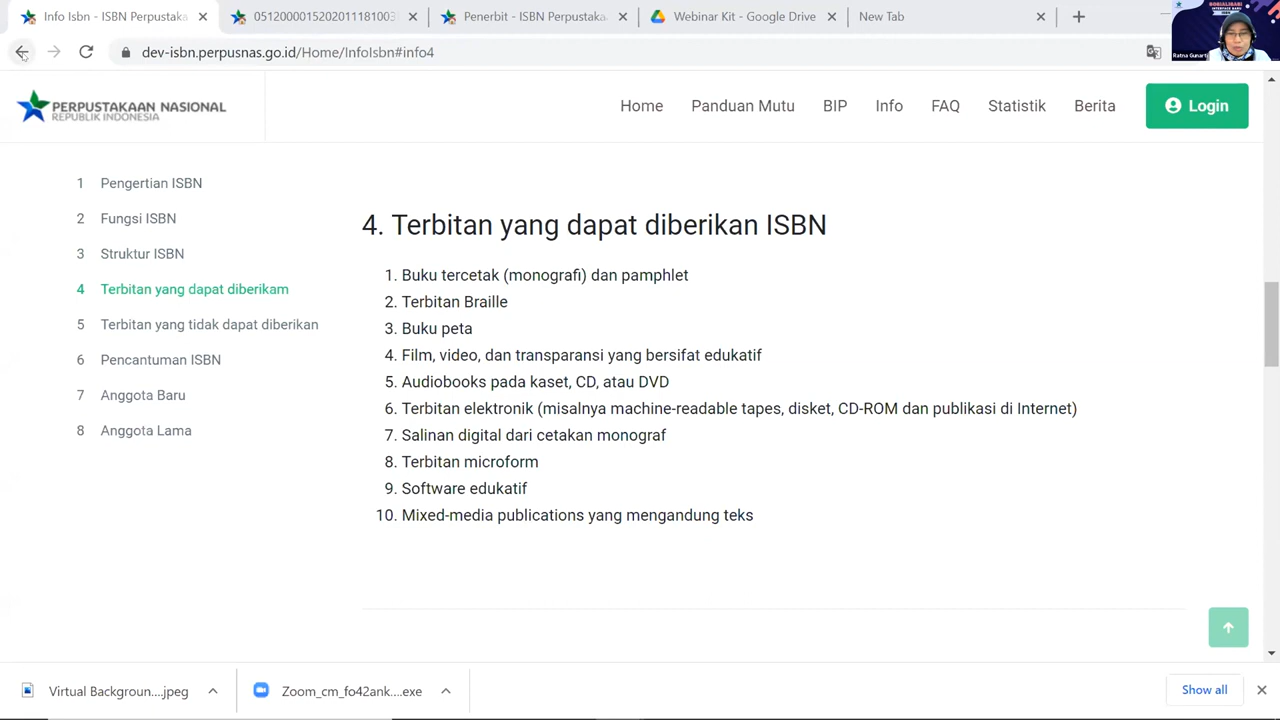 Info Isbn - ISBN Perpustaka
0512000015202010181003
Penerbit
Perpustaka
Webinar Kit - Google
New Tab
dev-isbn.perpusnas.go.id/Home/InfoIsbn#info4
SOSIALISASI
INTERFACE BARU
ISBN
Ratna Gunarti
PERPUSTAKAAN NASIONAL
REPUBLIK INDONESIA
Home
Panduan Mutu
BIP
Info
FAQ
Statistik
Berita
Login
1 Pengertian ISBN
2 Fungsi ISBN
3 Struktur ISBN
4 Terbitan yang dapat diberikam
5 Terbitan yang tidak dapat diberikan
6 Pencantuman ISBN
7 Anggota Baru
8 Anggota Lama
4. Terbitan yang dapat diberikan ISBN
1. Buku tercetak (monografi) dan pamphlet
2. Terbitan Braille
3. Buku peta
4. Film, video, dan transparansi yang bersifat edukatif
5. Audiobooks pada kaset, CD, atau DVD
6. Terbitan elektronik (misalnya machine-readable tapes, disket, CD-ROM dan publikasi di Internet)
7. Salinan digital dari cetakan monograf
8. Terbitan microform
9. Software edukatif
10. Mixed-media publications yang mengandung teks
Virtual Backgroun....jpeg
Zoom_cm_fo42ank....exe
Show all